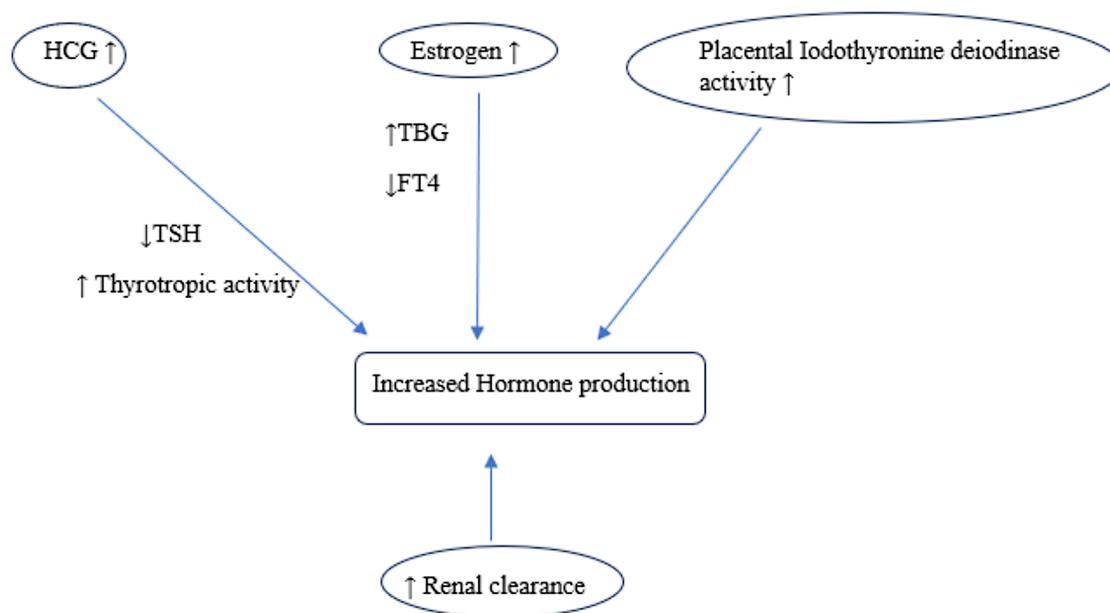 HCG ↑
Estrogen ↑
Placental Iodothyronine deiodinase
activity ↑
↑TBG
↓FT4
↓TSH
↑ Thyrotropic activity
Increased Hormone production
↑ Renal clearance